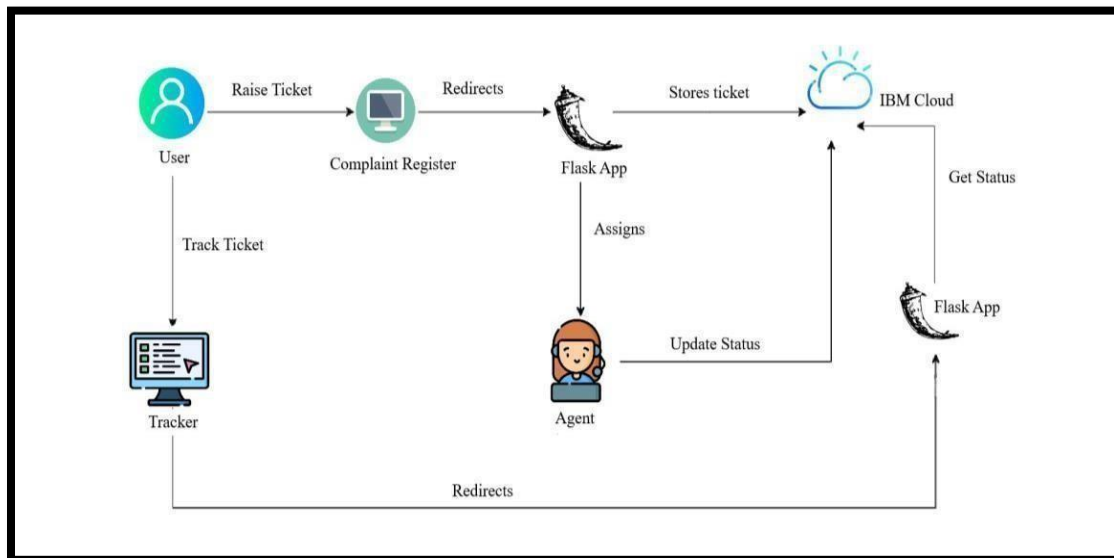 Raise Ticket
Redirects
Stores ticket
IBM Cloud
User
Complaint Register
Flask App
Get Status
Track Ticket
Assigns
Flask App
Update Status
Tracker
Agent
Redirects